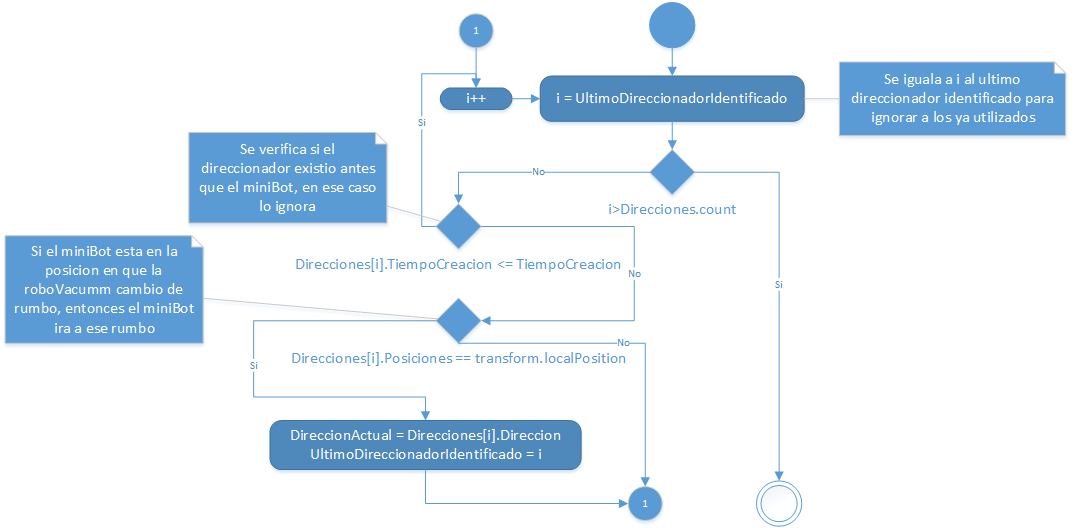 1
i++
i = UltimoDireccionadorIdentificado
Se iguala a i al ultimo
direccionador identificado para
ignorar a los ya utilizados
Si
Se verifica si el
direccionador existio antes
que el miniBot, en ese caso
lo ignora
No
i>Direcciones.count
Si el miniBot esta en la
posicion en que la
roboVacumm cambio de
rumbo, entonces el miniBot
ira a ese rumbo
Direcciones[i].TiempoCreacion <= TiempoCreacion
No
Si
Direcciones[i].Posiciones == transform.localPosition
No
Si
DireccionActual = Direcciones[i].Direccion
UltimoDireccionadorIdentificado = i
1